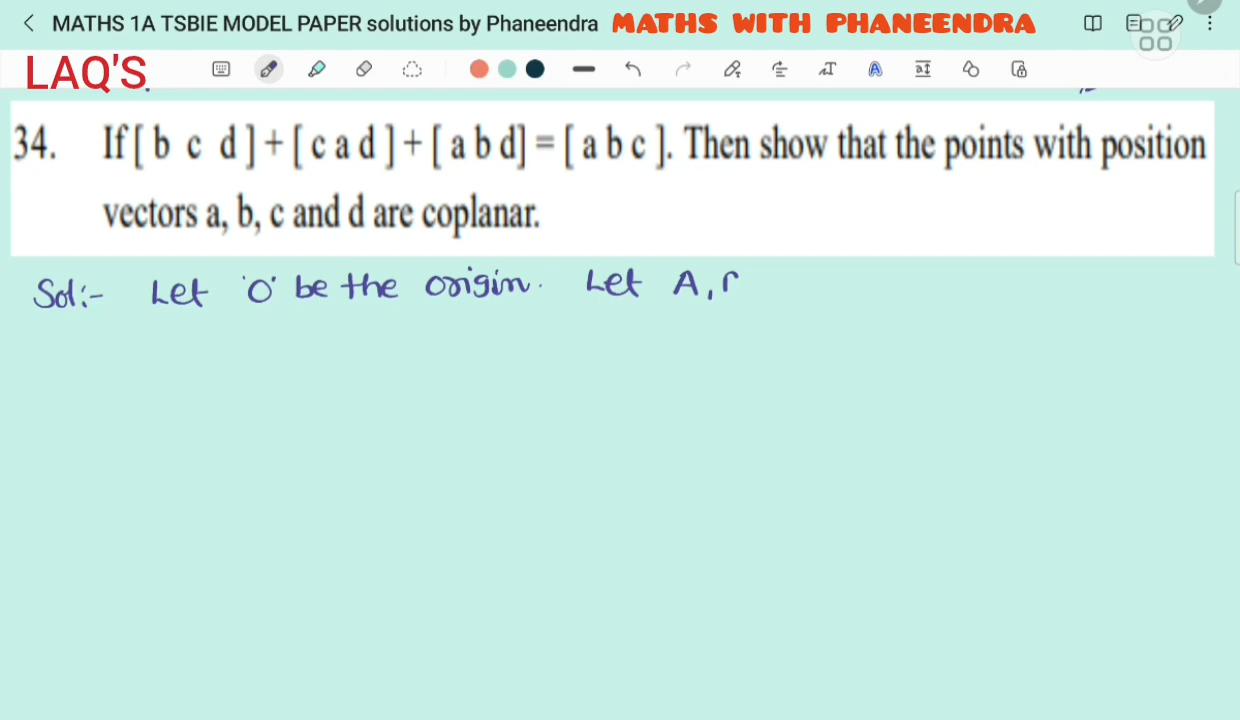 MATHS 1A TSBIE MODEL PAPER solutions by Phaneendra MATHS WITH PHANEENDRA
LAQ'S
34. If [ b c d ] + [ c a d ] + [ a b d] = [ a b c ]. Then show that the points with position
vectors a, b, c and d are coplanar.
Sol:- Let 'O' be the origin. Let A,